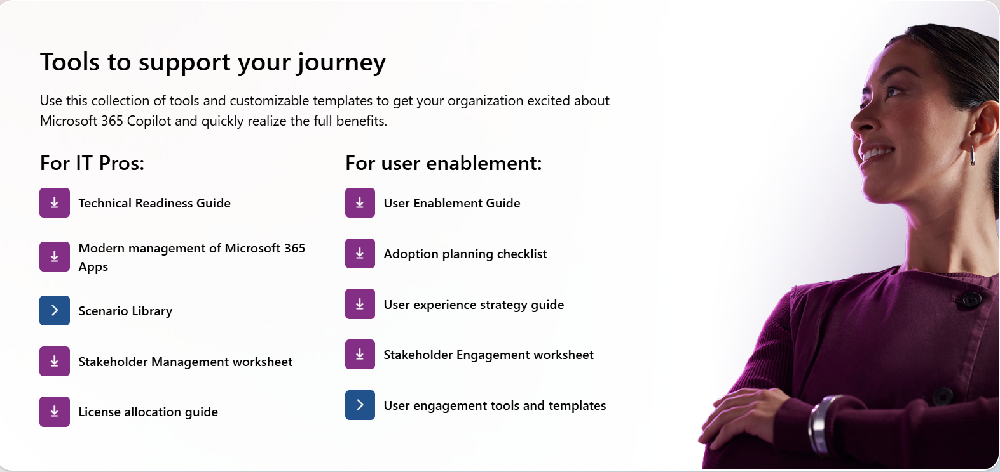 Tools to support your journey
Use this collection of tools and customizable templates to get your organization excited about
Microsoft 365 Copilot and quickly realize the full benefits.
For IT Pros:
Technical Readiness Guide
Modern management of Microsoft 365
Apps
Scenario Library
Stakeholder Management worksheet
License allocation guide
For user enablement:
User Enablement Guide
Adoption planning checklist
User experience strategy guide
Stakeholder Engagement worksheet
User engagement tools and templates